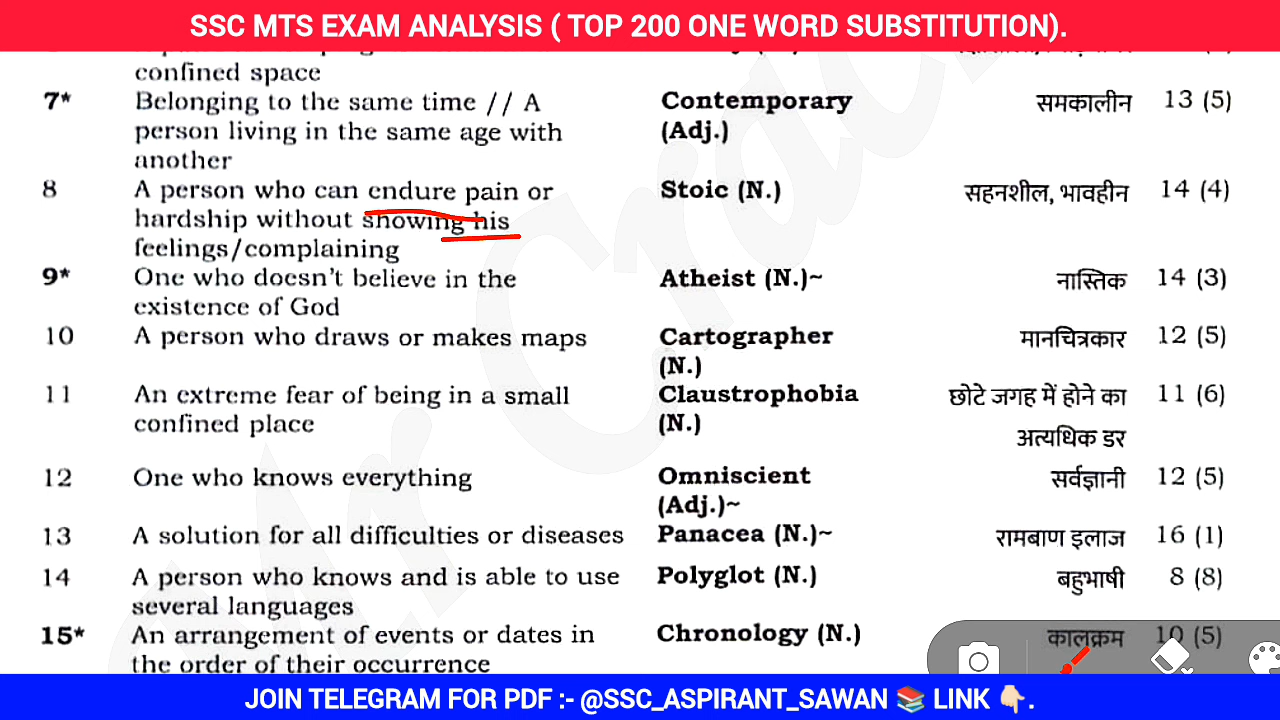 SSC MTS EXAM ANALYSIS ( TOP 200 ONE WORD SUBSTITUTION).
confined space
7* Belonging to the same time // A Contemporary समकालीन 13 (5)
person living in the same age with (Adj.)
another
8 A person who can endure pain or Stoic (N.) सहनशील, भावहीन 14 (4)
hardship without showing his
feelings/complaining
9* One who doesn't believe in the Atheist (N.)~ नास्तिक 14 (3)
existence of God
10 A person who draws or makes maps Cartographer मानचित्रकार 12 (5)
(N.)
11 An extreme fear of being in a small Claustrophobia छोटे जगह में होने का 11 (6)
confined place (N.) अत्यधिक डर
12 One who knows everything Omniscient सर्वज्ञानी 12 (5)
(Adj.)~
13 A solution for all difficulties or diseases Panacea (N.)~ रामबाण इलाज 16 (1)
14 A person who knows and is able to use Polyglot (N.) बहुभाषी 8 (8)
several languages
15* An arrangement of events or dates in Chronology (N.) कालक्रम 10 (5)
the order of their occurrence
JOIN TELEGRAM FOR PDF :- @SSC_ASPIRANT_SAWAN 📚 LINK 👇🏻.